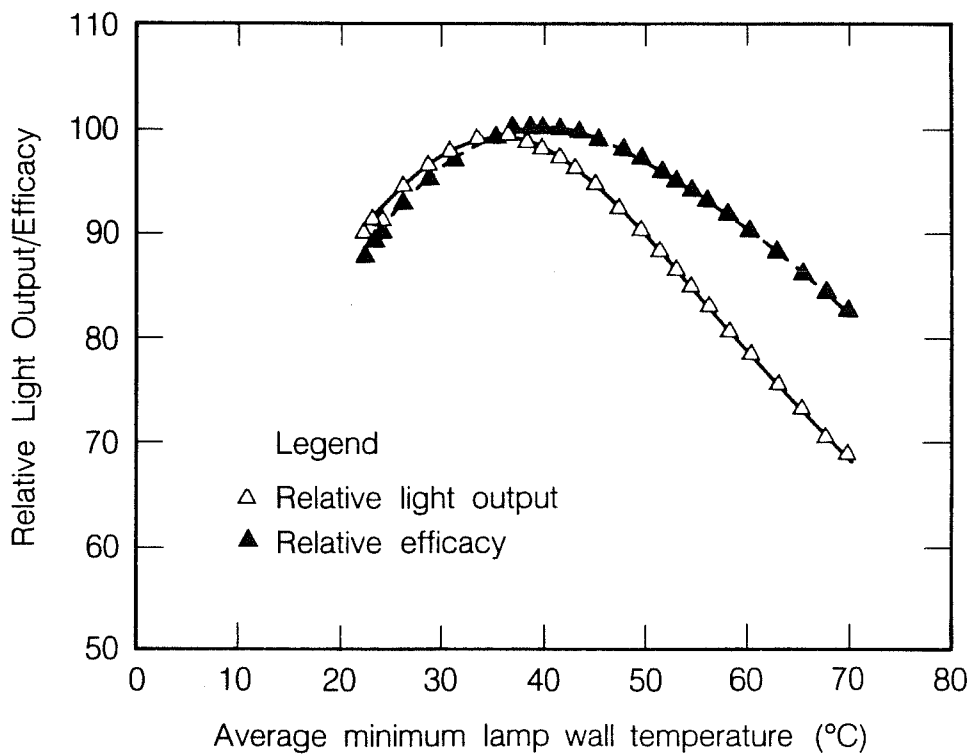 Relative Light Output/Efficacy
110
100
90
80
70
60
50
Legend
Relative light output
Relative efficacy
0 10 20 30 40 50 60 70 80
Average minimum lamp wall temperature (°C)